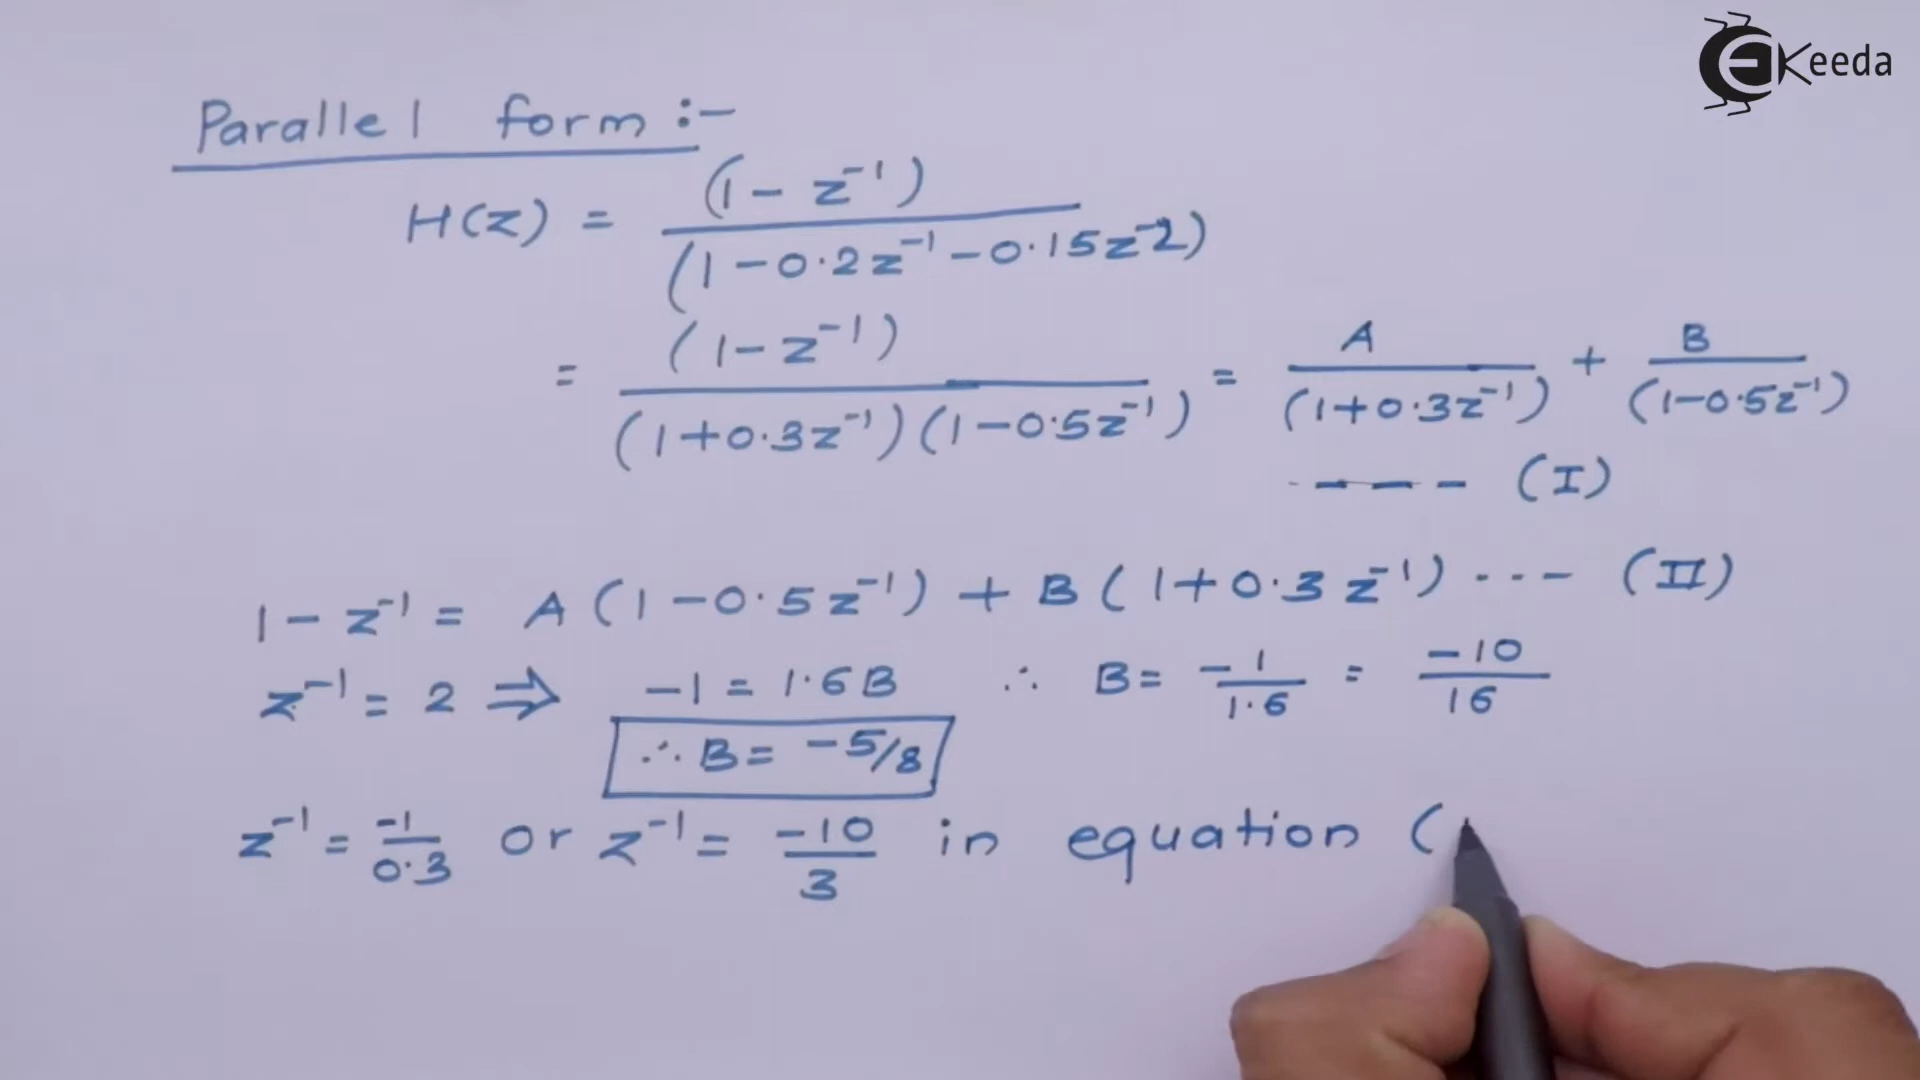 EKeeda
Parallel form :-
H(z) = (1 - z⁻¹) / (1 - 0.2z⁻¹ - 0.15z⁻²)
= (1 - z⁻¹) / (1+0.3z⁻¹)(1-0.5z⁻¹) = A / (1+0.3z⁻¹) + B / (1-0.5z⁻¹)
---- (I)
1 - z⁻¹ = A (1 - 0.5z⁻¹) + B (1+0.3z⁻¹) --- (II)
z⁻¹ = 2 ⇒ -1 = 1.6B ∴ B = -1/1.6 = -10/16
∴ B = -5/8
z⁻¹ = -1/0.3 or z⁻¹ = -10/3 in equation (